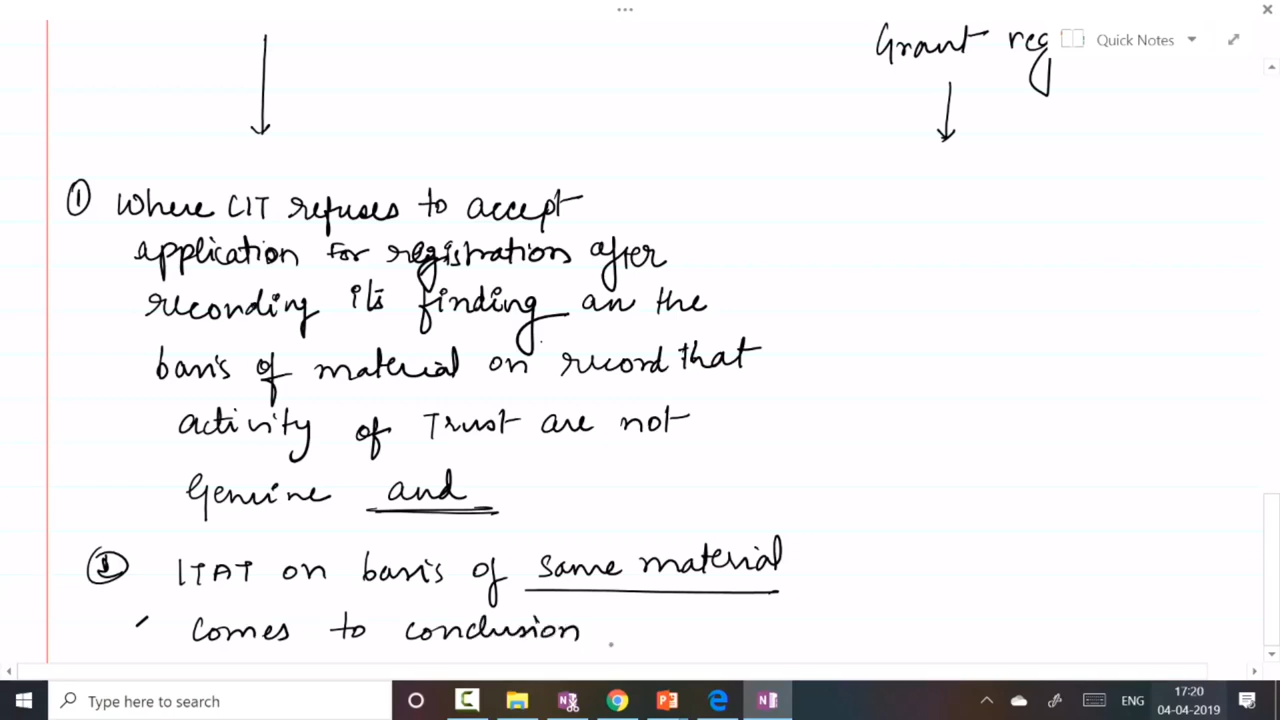 ...
Grant reg
Quick Notes
① Where CIT refuses to accept
application for registration after
recording its finding on the
basis of material on record that
activity of Trust are not
Genuine and
② ITAT on basis of same material
comes to conclusion
Type here to search
ENG
17:20
04-04-2019